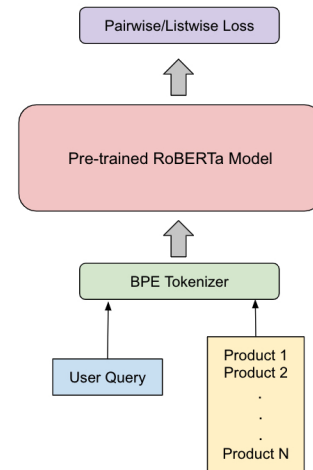 Pairwise/Listwise Loss
Pre-trained RoBERTa Model
BPE Tokenizer
User Query
Product 1
Product 2
.
.
.
Product N